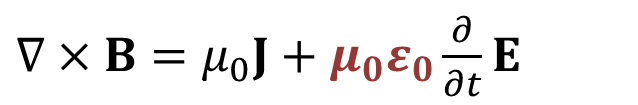 ∇ × 𝐁 = μ₀𝐉 + μ₀ε₀ ∂/∂t 𝐄